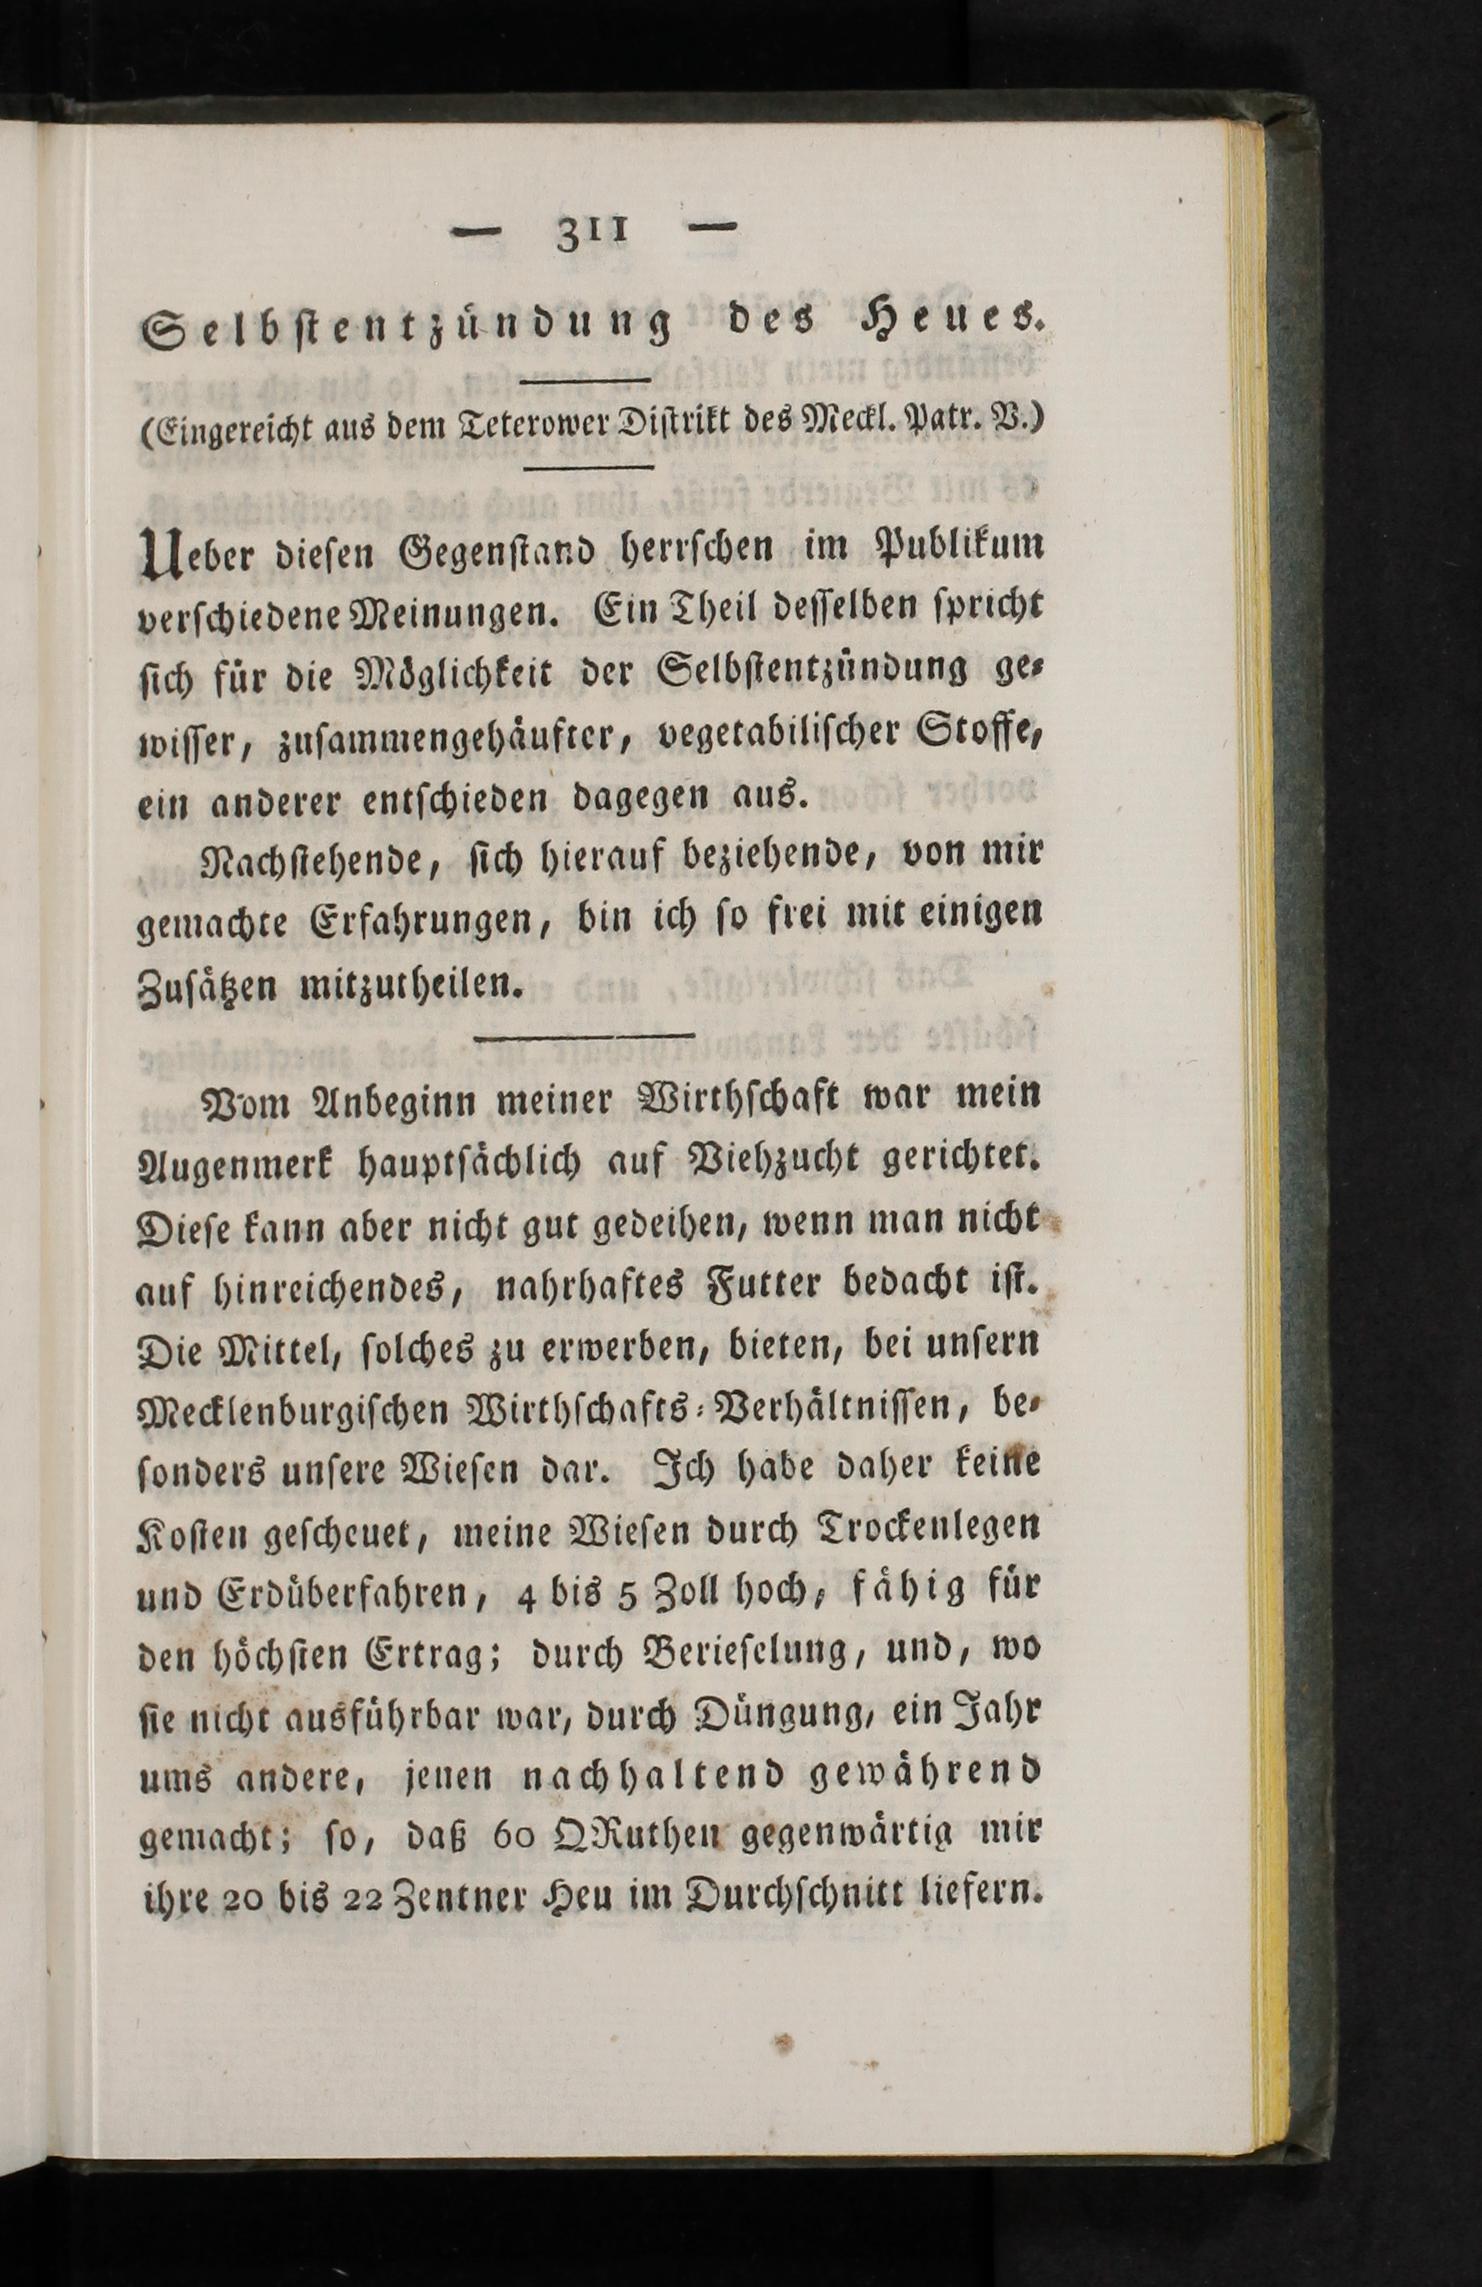 — 311 —
Selbstentzündung des Heues.
(Eingereicht aus dem Teterower Distrikt des Meckl. Patr. V.)
Ueber diesen Gegenstand herrschen im Publikum
verschiedene Meinungen. Ein Theil desselben spricht
sich für die Möglichkeit der Selbstentzündung ge-
wisser, zusammengehäufter, vegetabilischer Stoffe,
ein anderer entschieden dagegen aus.
Nachstehende, sich hierauf beziehende, von mir
gemachte Erfahrungen, bin ich so frei mit einigen
Zusätzen mitzutheilen.
Vom Anbeginn meiner Wirthschaft war mein
Augenmerk hauptsächlich auf Viehzucht gerichtet.
Diese kann aber nicht gut gedeihen, wenn man nicht
auf hinreichendes, nahrhaftes Futter bedacht ist.
Die Mittel, solches zu erwerben, bieten, bei unsern
Mecklenburgischen Wirthschafts-Verhältnissen, be-
sonders unsere Wiesen dar. Ich habe daher keine
Kosten gescheuet, meine Wiesen durch Trockenlegen
und Erdüberfahren, 4 bis 5 Zoll hoch, fähig für
den höchsten Ertrag; durch Berieselung, und, wo
sie nicht ausführbar war, durch Düngung, ein Jahr
ums andere, jenen nachhaltend gewährend
gemacht; so, daß 60 QRuthen gegenwärtig mir
ihre 20 bis 22 Zentner Heu im Durchschnitt liefern.